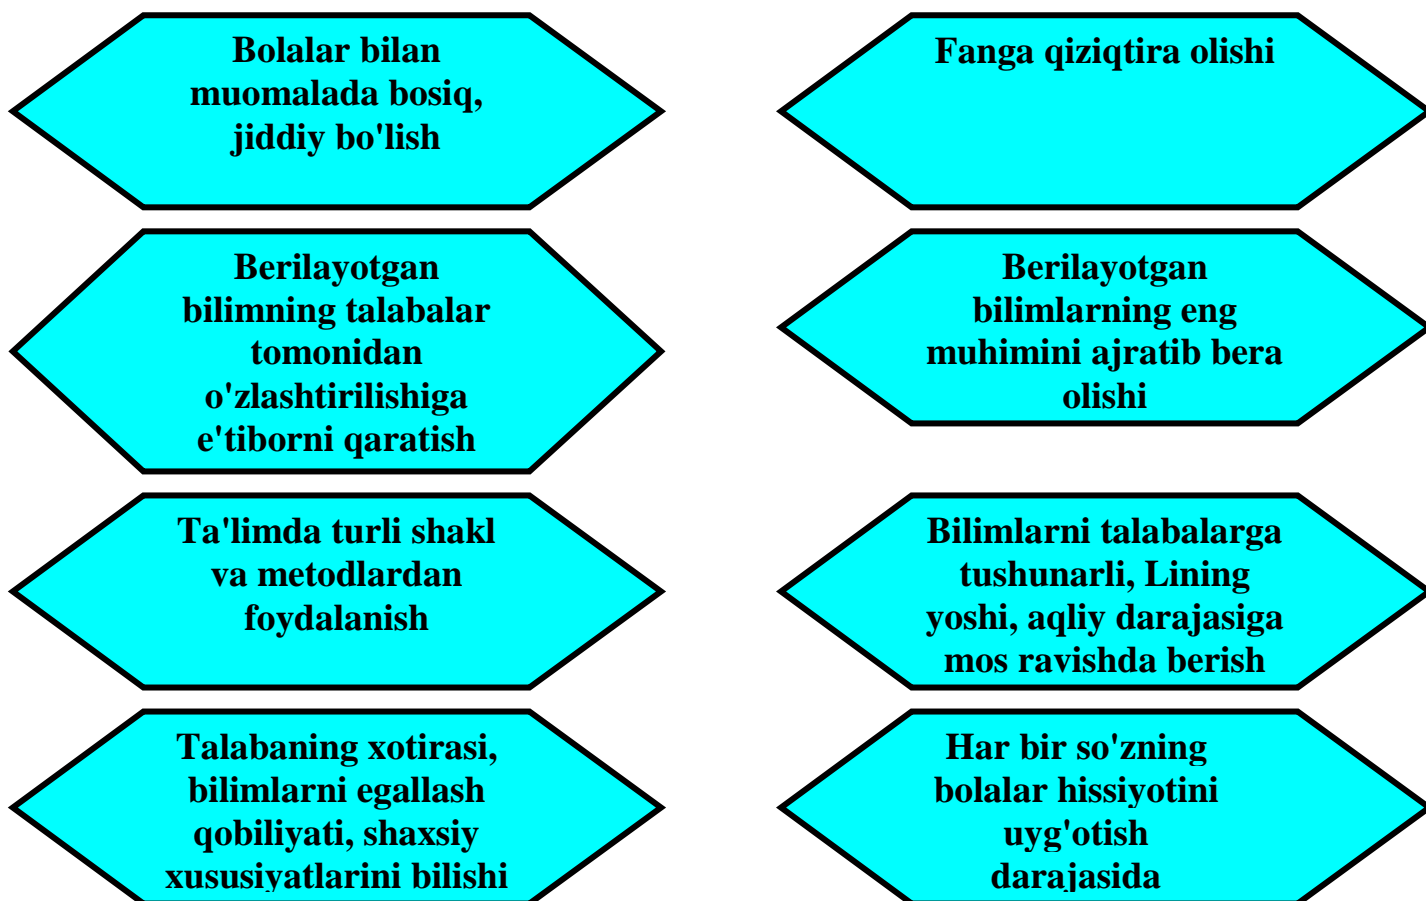 Bolalar bilan
muomalada bosiq,
jiddiy bo'lish
Fanga qiziqtira olishi
Berilayotgan
bilimning talabalar
tomonidan
o'zlashtirilishiga
e'tiborni qaratish
Berilayotgan
bilimlarning eng
muhimini ajratib bera
olishi
Ta'limda turli shakl
va metodlardan
foydalanish
Bilimlarni talabalarga
tushunarli, Lining
yoshi, aqliy darajasiga
mos ravishda berish
Talabaning xotirasi,
bilimlarni egallash
qobiliyati, shaxsiy
xususiyatlarini bilishi
Har bir so'zning
bolalar hissiyotini
uyg'otish
darajasida